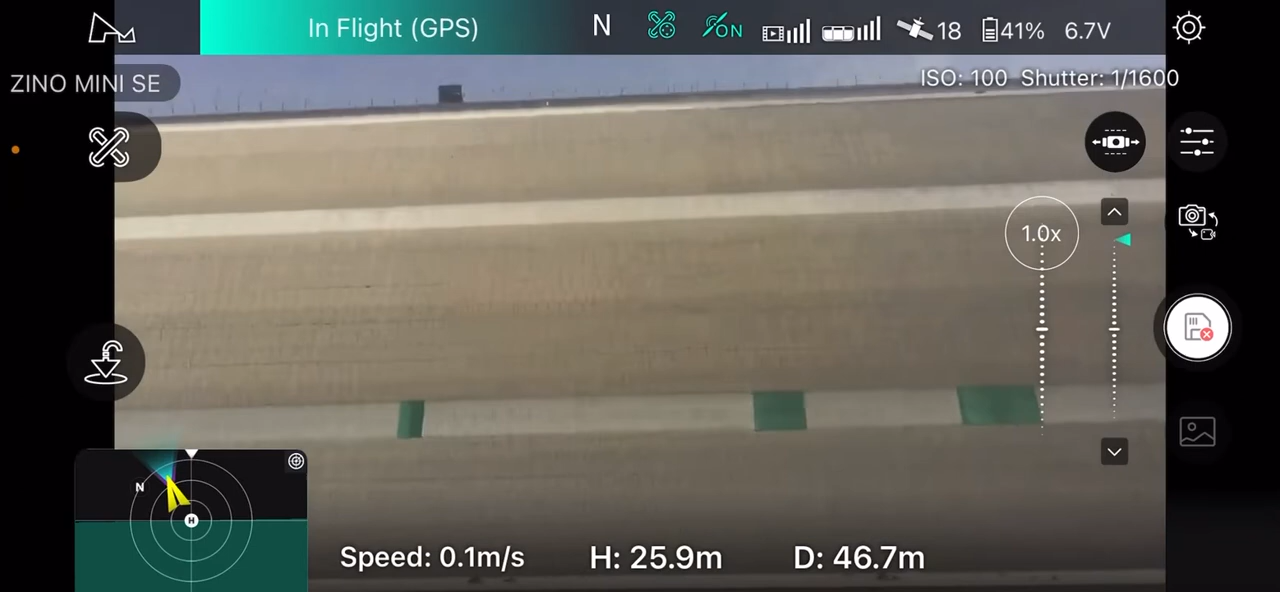 In Flight (GPS)
N
ON
18
41%
6.7V
ZINO MINI SE
ISO: 100 Shutter: 1/1600
1.0x
N
H
Speed: 0.1m/s
H: 25.9m
D: 46.7m